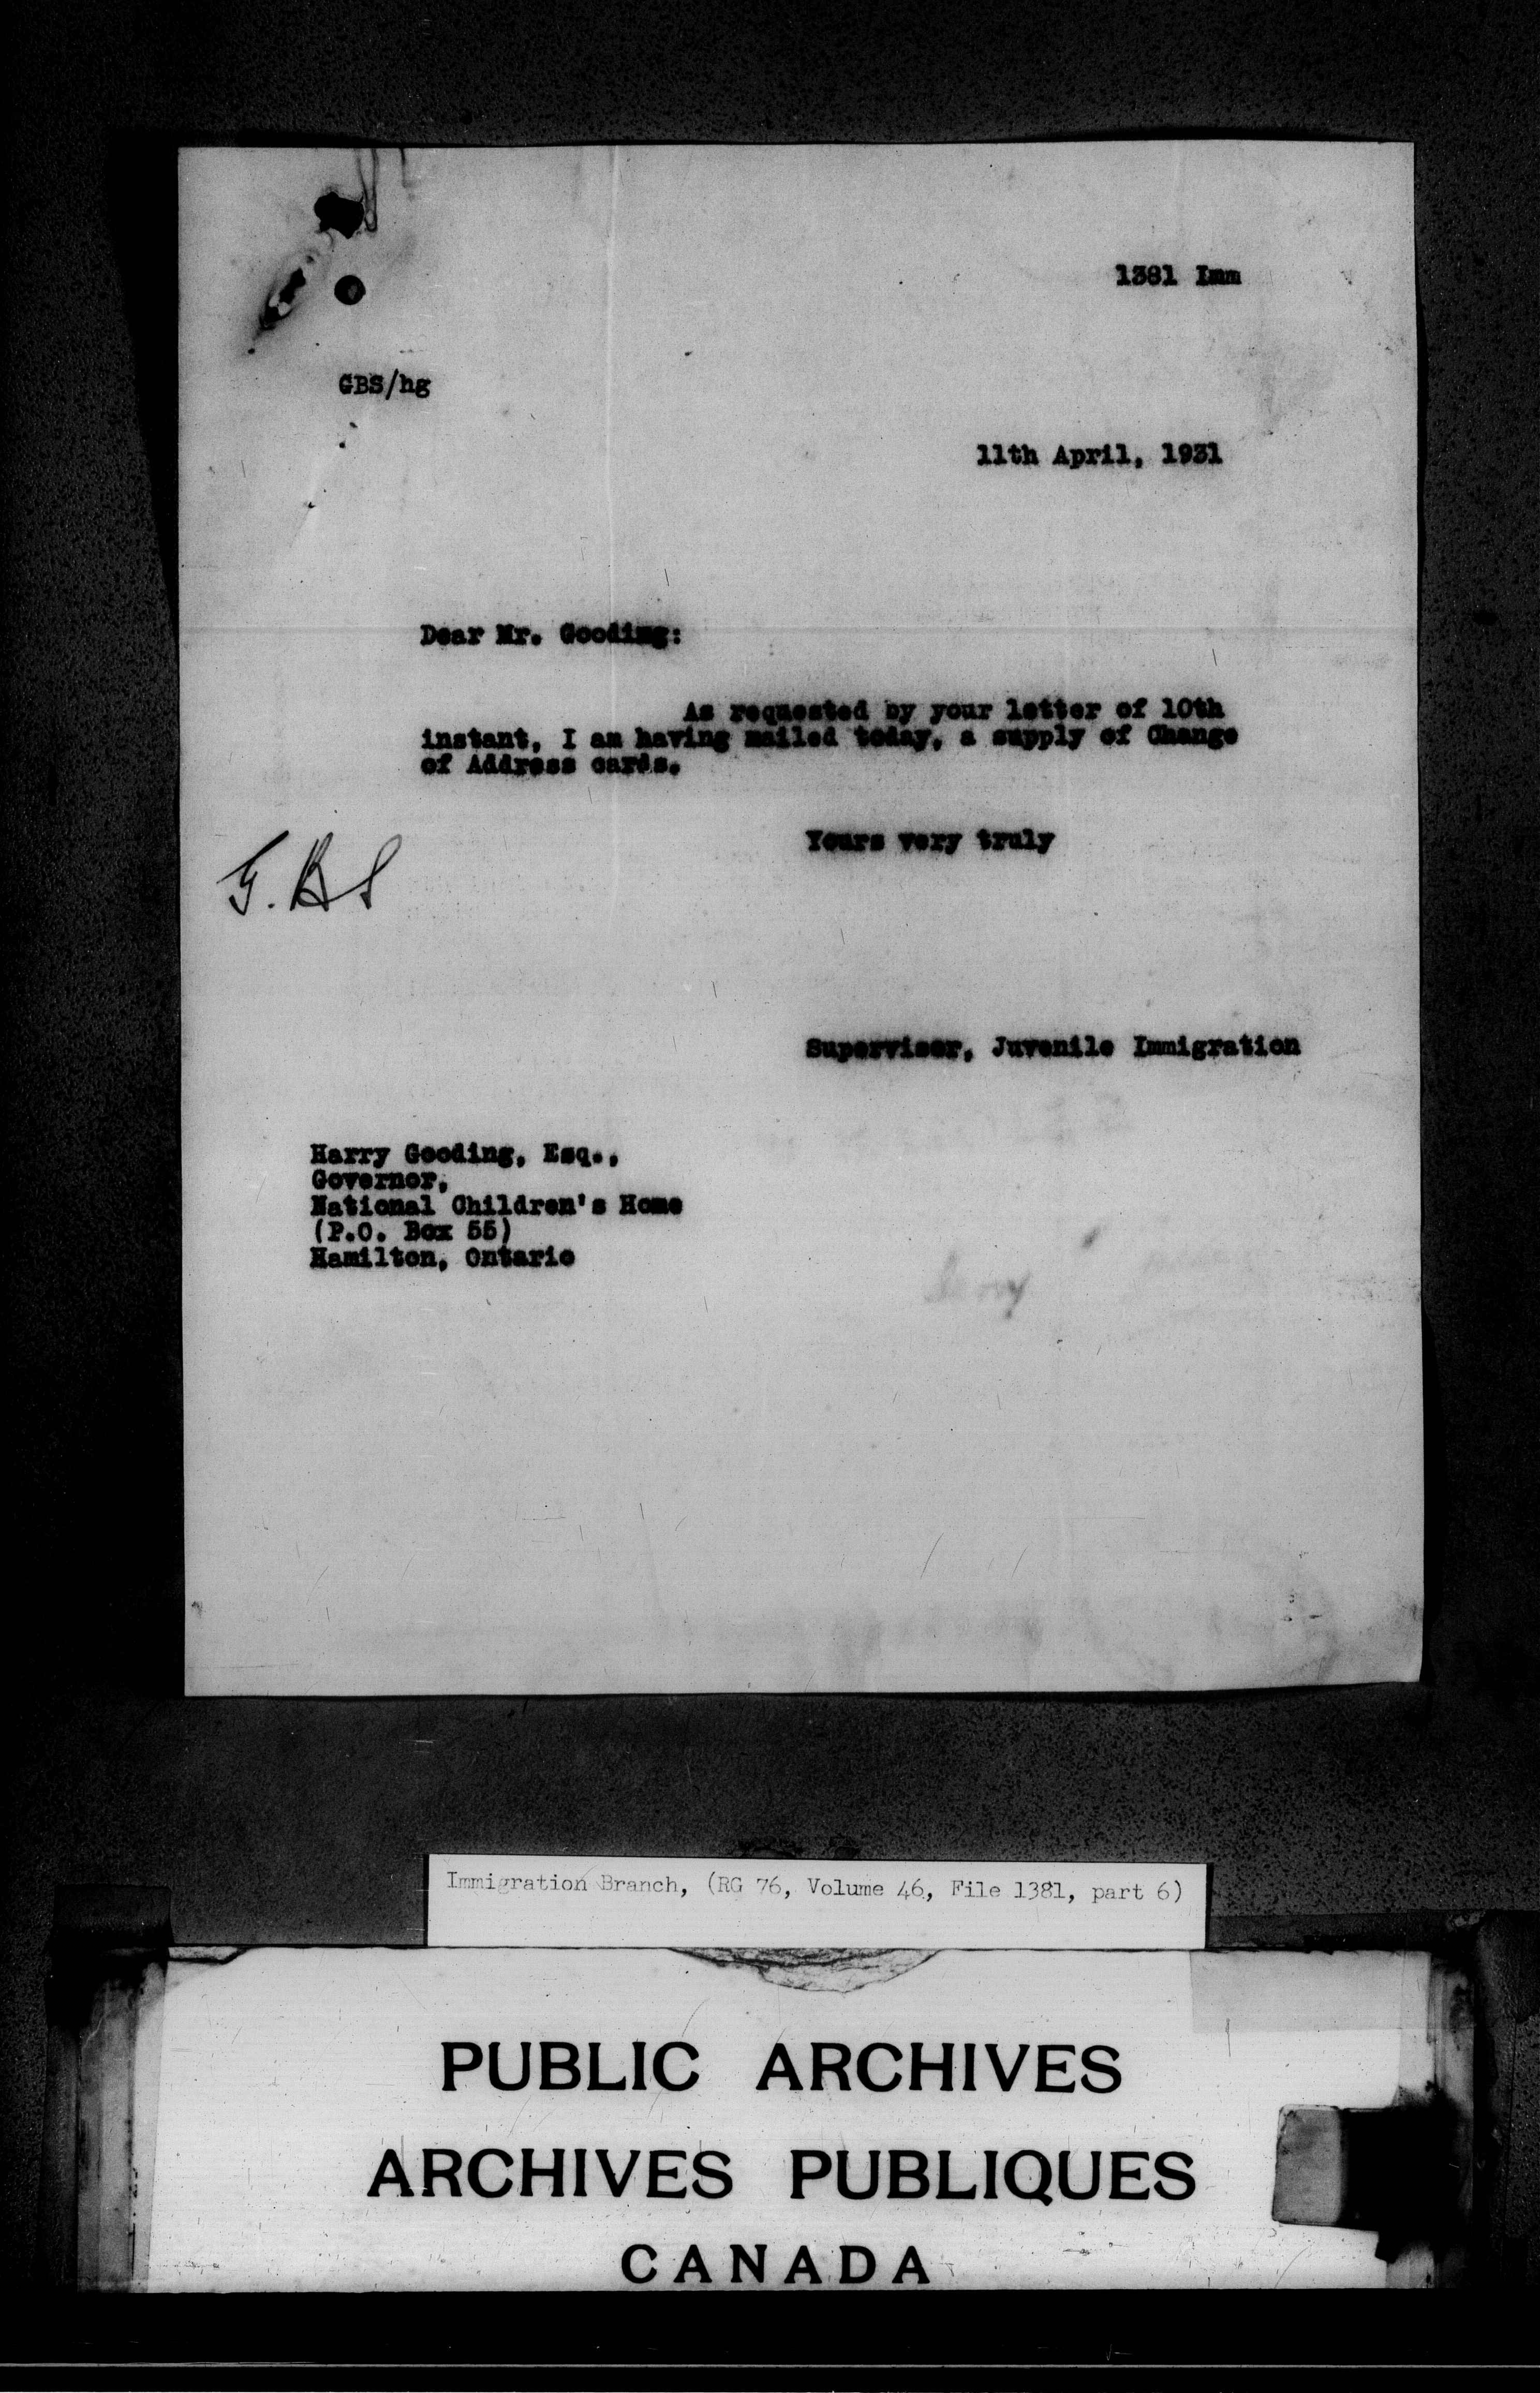 1381 Imm
GBS/hg
11th April, 1931
Dear Mr. Gooding:
As requested by your letter of 10th
instant, I am having mailed today, a supply of Change
of Address cards.
Yours very truly
G.BS
Supervisor, Juvenile Immigration
Harry Gooding, Esq.,
Governor,
National Children's Home
(P.O. Box 55)
Hamilton, Ontario
Immigration Branch, (RG 76, Volume 46, File 1381, part 6)
PUBLIC ARCHIVES
ARCHIVES PUBLIQUES
CANADA